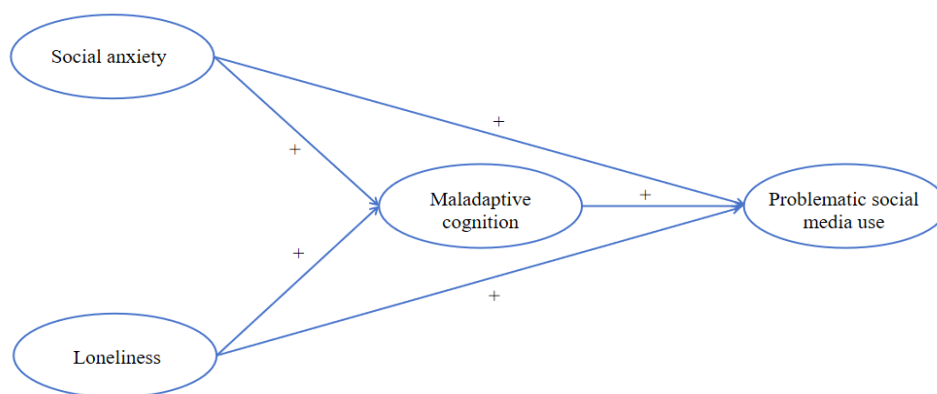 Social anxiety
+
+
Maladaptive
cognition
+
Problematic social
media use
+
+
Loneliness